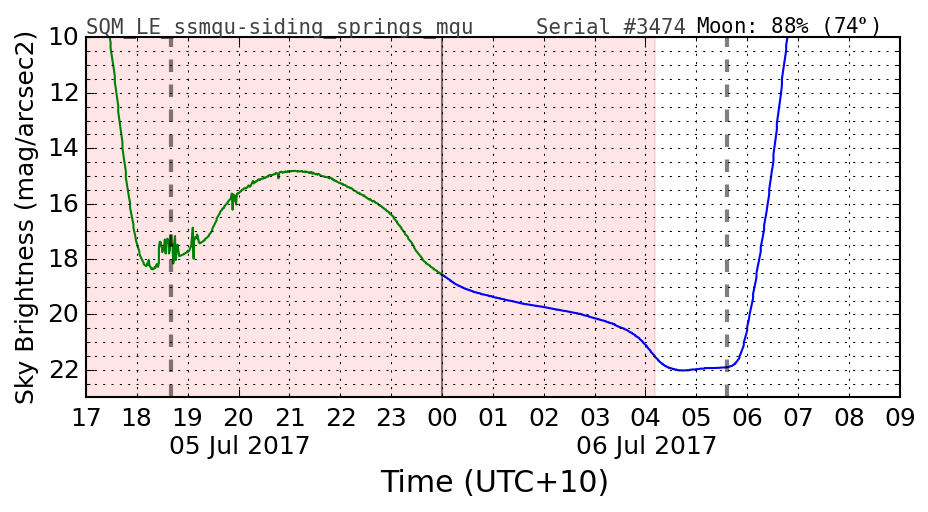 SQM_LE_ssmqu-siding_springs_mqu Serial #3474 Moon: 88% (74°)
Sky Brightness (mag/arcsec2)
10
12
14
16
18
20
22
17 18 19 20 21 22 23 00 01 02 03 04 05 06 07 08 09
05 Jul 2017 06 Jul 2017
Time (UTC+10)